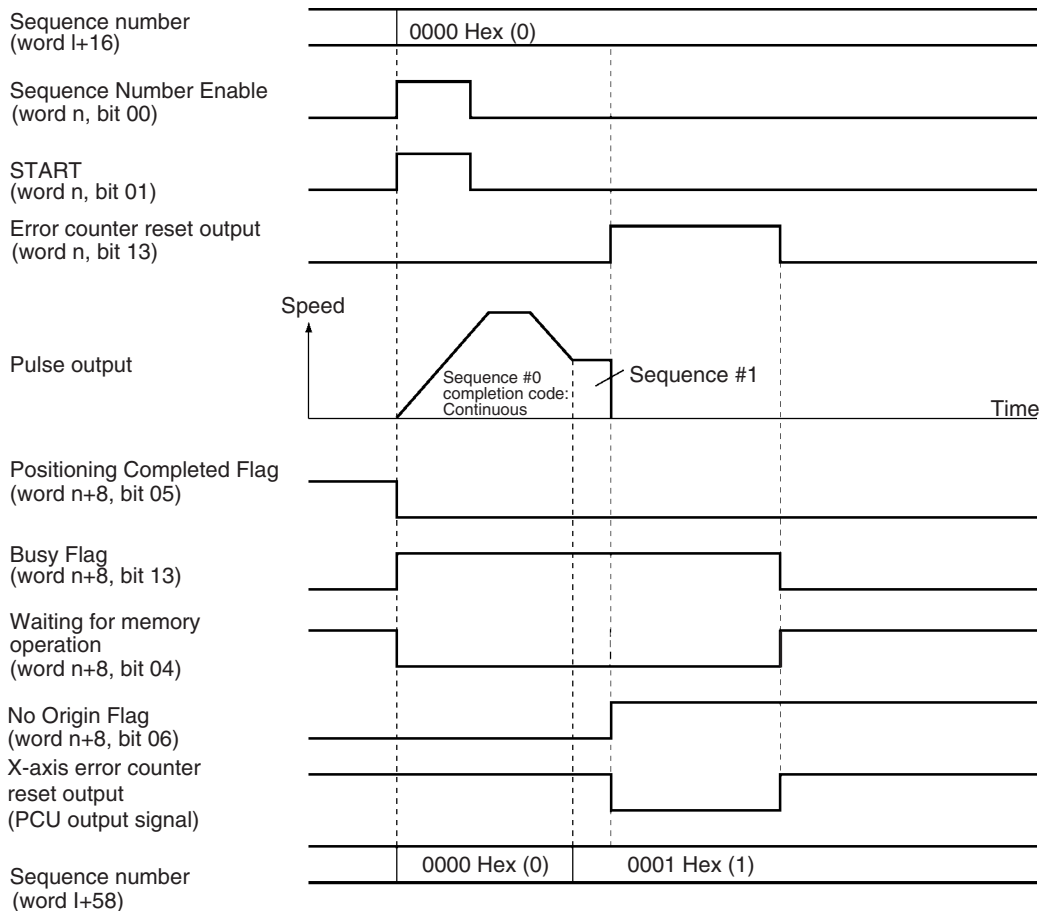 Sequence number
(word l+16)
0000 Hex (0)
Sequence Number Enable
(word n, bit 00)
START
(word n, bit 01)
Error counter reset output
(word n, bit 13)
Speed
Pulse output
Sequence #0
completion code:
Continuous
Sequence #1
Time
Positioning Completed Flag
(word n+8, bit 05)
Busy Flag
(word n+8, bit 13)
Waiting for memory
operation
(word n+8, bit 04)
No Origin Flag
(word n+8, bit 06)
X-axis error counter
reset output
(PCU output signal)
Sequence number
(word l+58)
0000 Hex (0)
0001 Hex (1)